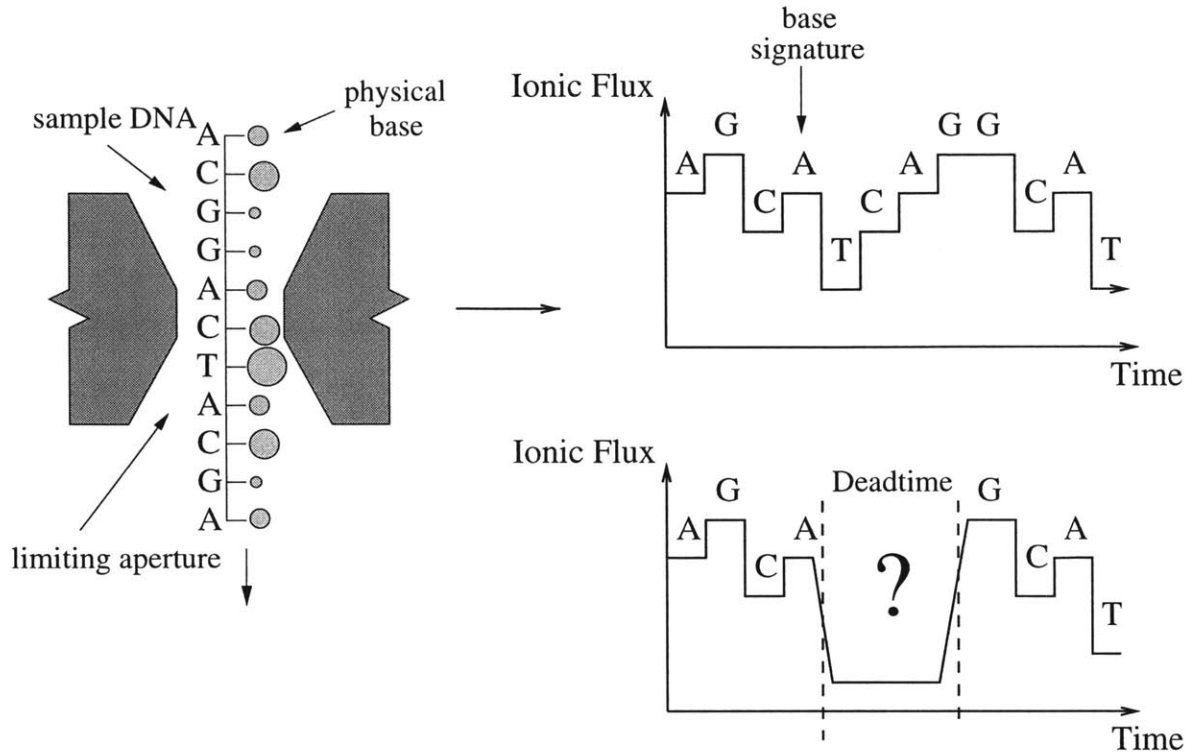 sample DNA
physical
base
A
C
G
G
A
C
T
A
C
G
A
limiting aperture
base
signature
Ionic Flux
A G C A T C A G G C A T
Time
Ionic Flux
Deadtime
A G C A ? G C A T
Time